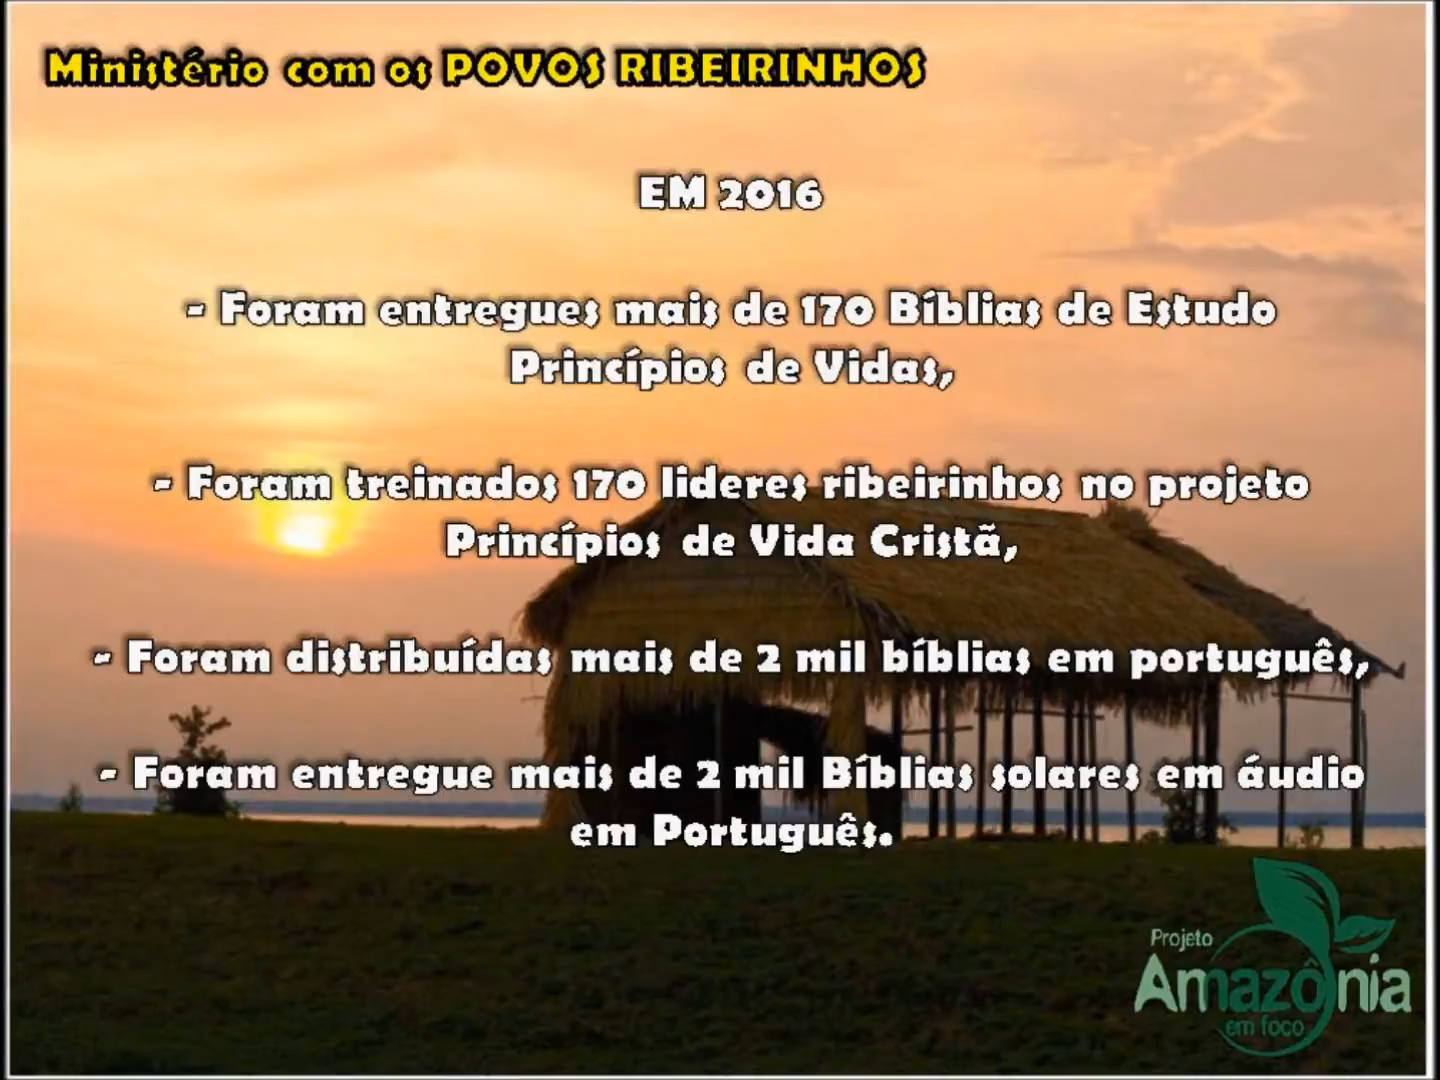 Ministério com os POVOS RIBEIRINHOS
EM 2016
- Foram entregues mais de 170 Bíblias de Estudo
Princípios de Vidas,
- Foram treinados 170 lideres ribeirinhos no projeto
Princípios de Vida Cristã,
- Foram distribuídas mais de 2 mil bíblias em português,
- Foram entregue mais de 2 mil Bíblias solares em áudio
em Português.
Projeto
Amazônia
em foco